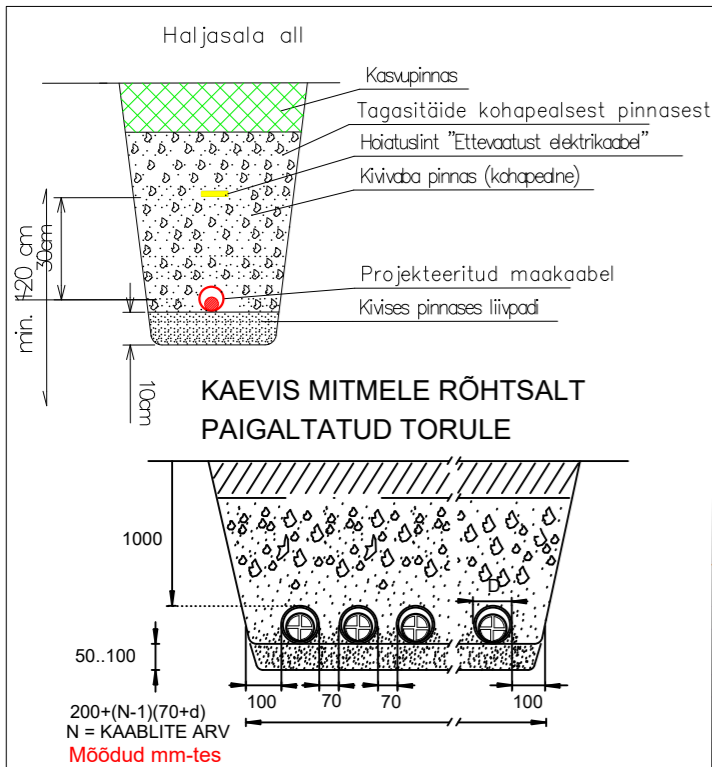 Haljasala all
Kasvupinnas
Tagasitäide kohapealsest pinnasest
Hoiatuslint "Ettevaatust elektrikaabel"
Kivivaba pinnas (kohapealne)
30cm
min. 120 cm
Projekteeritud maakaabel
Kivises pinnases liivpadi
10cm
KAEVIS MITMELE RÕHTSALT
PAIGALTATUD TORULE
1000
D
50..100
100 70 70 100
200+(N-1)(70+d)
N = KAABLITE ARV
Mõõdud mm-tes